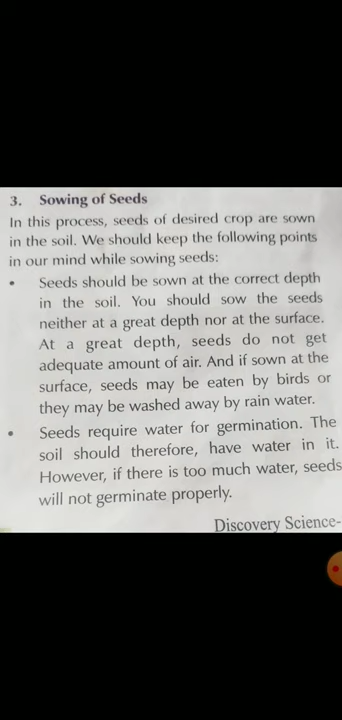 3. Sowing of Seeds
In this process, seeds of desired crop are sown
in the soil. We should keep the following points
in our mind while sowing seeds:
• Seeds should be sown at the correct depth
in the soil. You should sow the seeds
neither at a great depth nor at the surface.
At a great depth, seeds do not get
adequate amount of air. And if sown at the
surface, seeds may be eaten by birds or
they may be washed away by rain water.
• Seeds require water for germination. The
soil should therefore, have water in it.
However, if there is too much water, seeds
will not germinate properly.
Discovery Science-